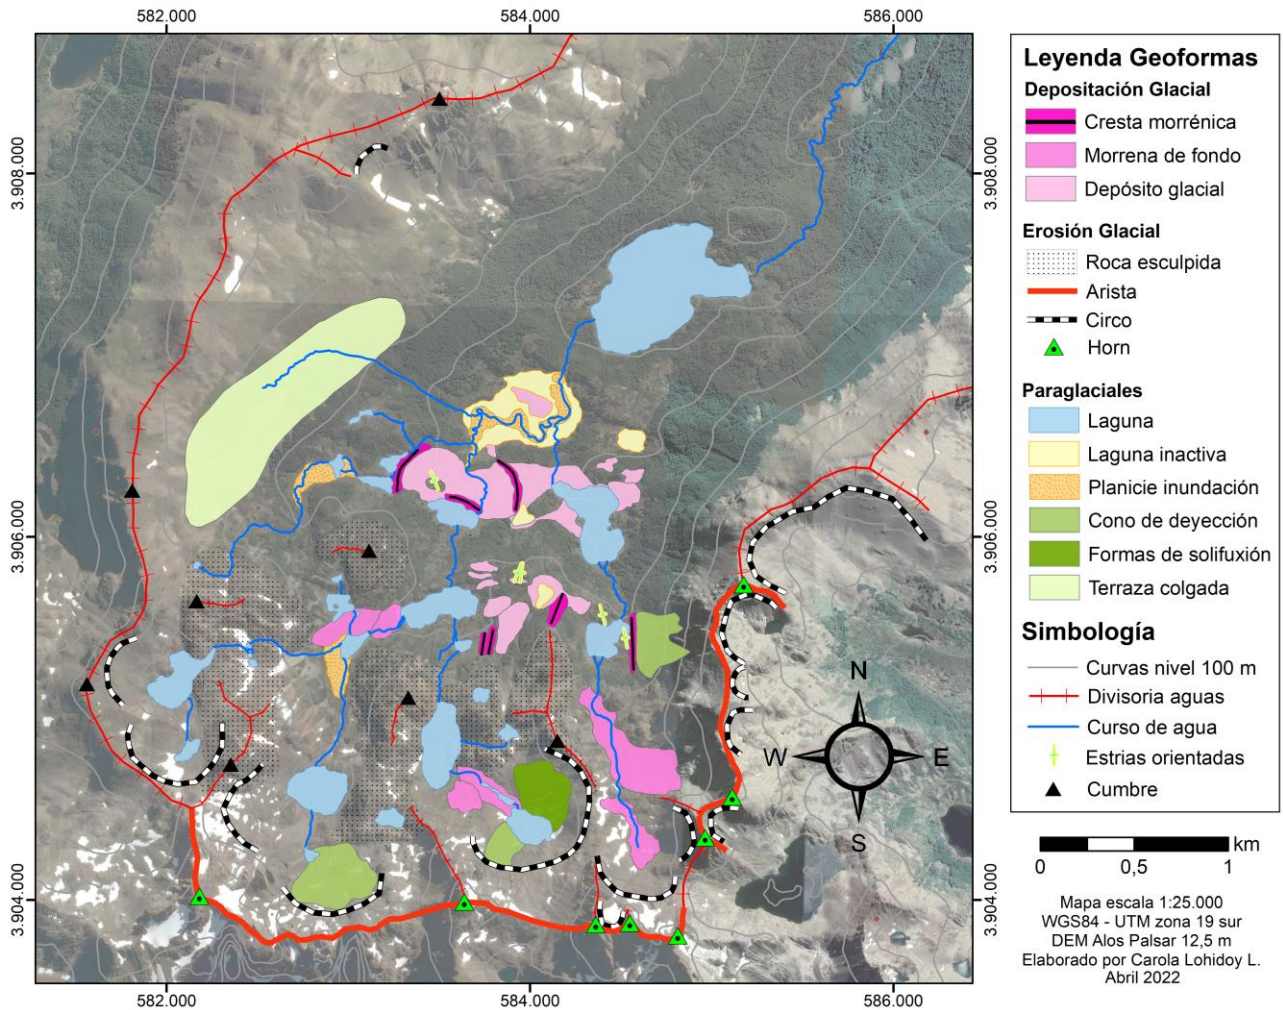 582.000
584.000
586.000
3.908.000
3.906.000
3.904.000
3.908.000
3.906.000
3.904.000
582.000
584.000
586.000
N
W
E
S
Leyenda Geoformas
Depositación Glacial
Cresta morrénica
Morrena de fondo
Depósito glacial
Erosión Glacial
Roca esculpida
Arista
Circo
Horn
Paraglaciales
Laguna
Laguna inactiva
Planicie inundación
Cono de deyección
Formas de solifuxión
Terraza colgada
Simbología
Curvas nivel 100 m
Divisoria aguas
Curso de agua
Estrias orientadas
Cumbre
km
0
0,5
1
Mapa escala 1:25.000
WGS84 - UTM zona 19 sur
DEM Alos Palsar 12,5 m
Elaborado por Carola Lohidoy L.
Abril 2022